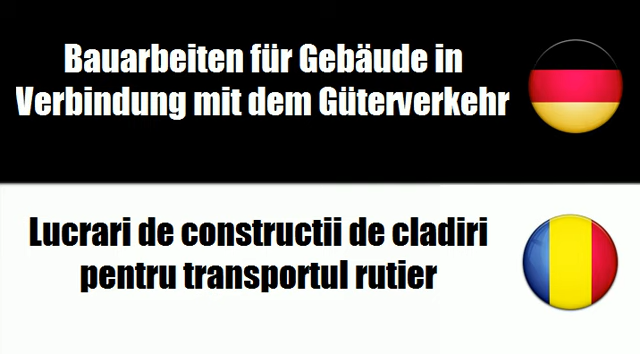 Bauarbeiten für Gebäude in
Verbindung mit dem Güterverkehr
Lucrari de constructii de cladiri
pentru transportul rutier